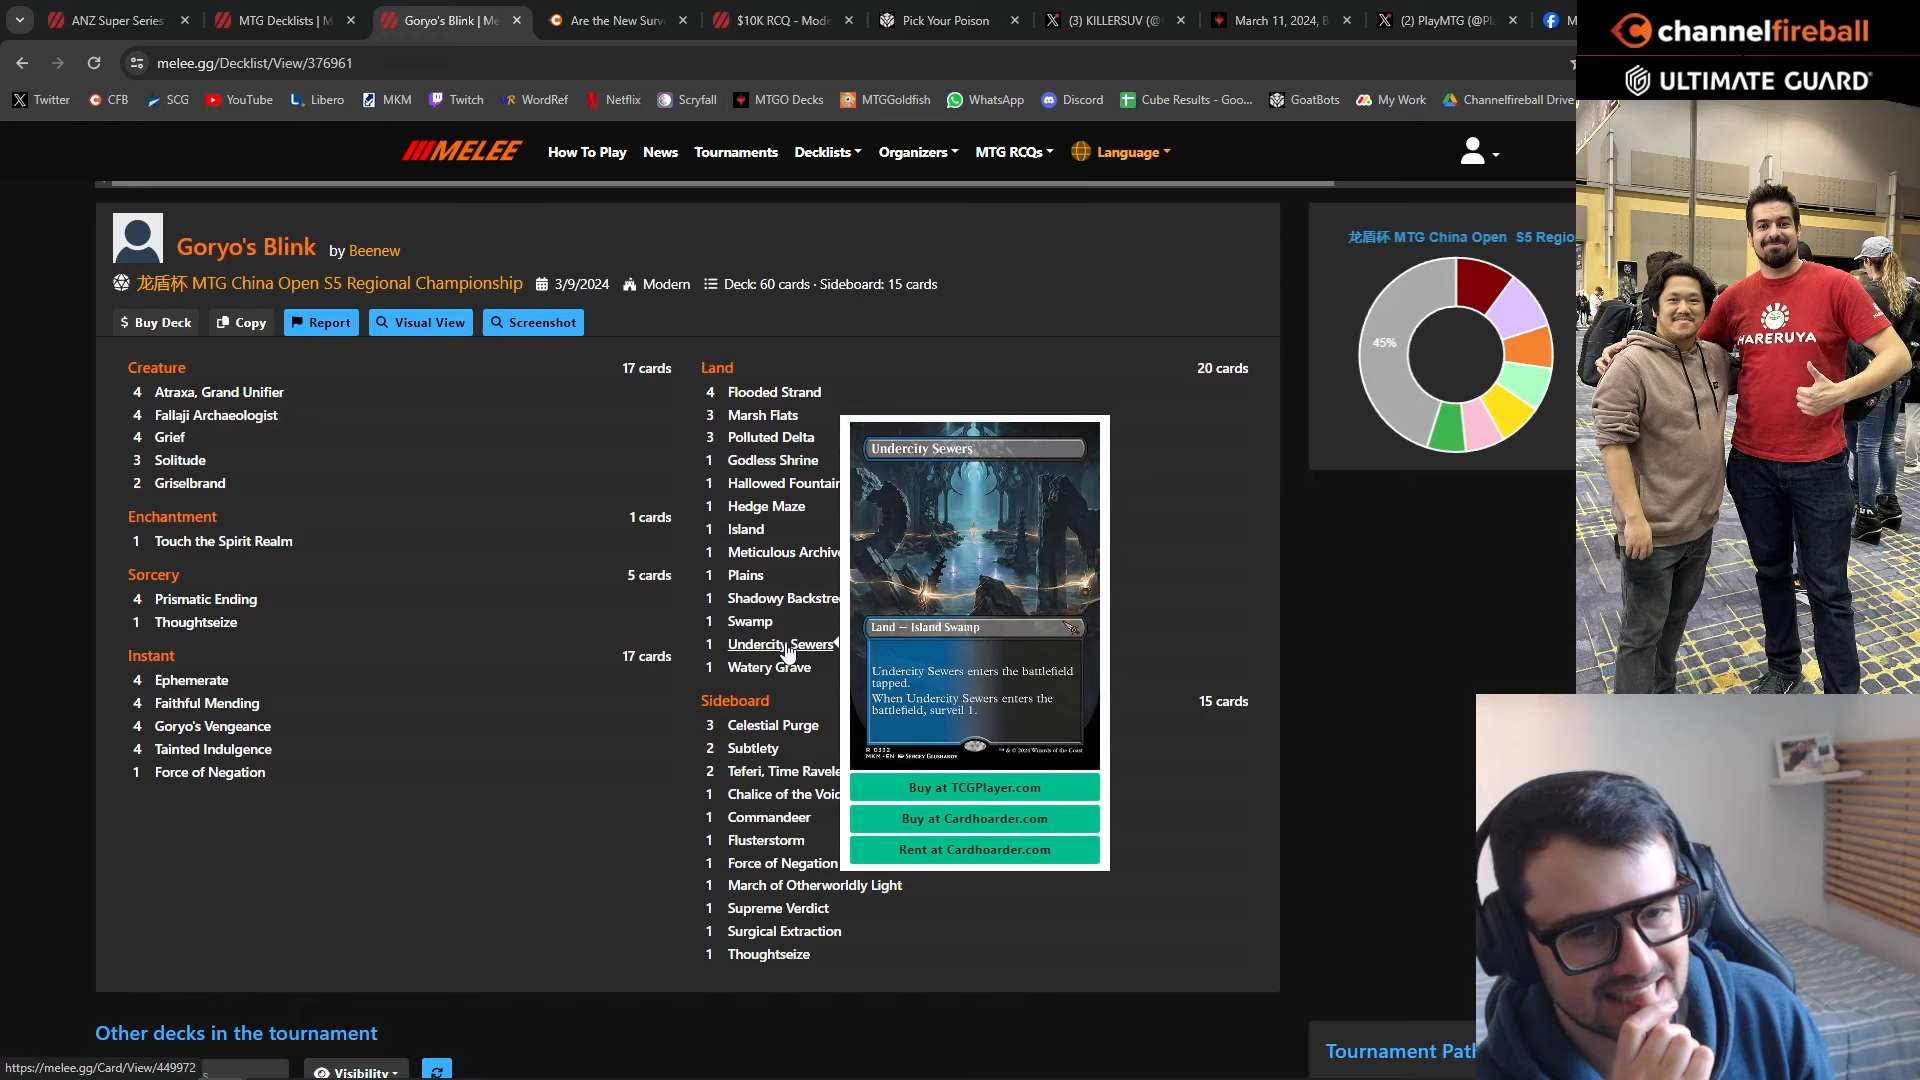 ANZ Super Series
MTG Decklists | M
Goryo's Blink | Me
Are the New Surv
$10K RCQ - Mode
Pick Your Poison
(3) KILLERSUV (@
March 11, 2024, B
(2) PlayMTG (@Pl
M
melee.gg/Decklist/View/376961
Twitter
CFB
SCG
YouTube
Libero
MKM
Twitch
WordRef
Netflix
Scryfall
MTGO Decks
MTGGoldfish
WhatsApp
Discord
Cube Results - Goo...
GoatBots
My Work
Channelfireball Drive
channelfireball
ULTIMATE GUARD
MELEE
How To Play
News
Tournaments
Decklists
Organizers
MTG RCQs
Language
Goryo's Blink by Beenew
龙盾杯 MTG China Open S5 Regional Championship 3/9/2024 Modern Deck: 60 cards · Sideboard: 15 cards
$ Buy Deck
Copy
Report
Visual View
Screenshot
Creature 17 cards
4 Atraxa, Grand Unifier
4 Fallaji Archaeologist
4 Grief
3 Solitude
2 Griselbrand
Enchantment 1 cards
1 Touch the Spirit Realm
Sorcery 5 cards
4 Prismatic Ending
1 Thoughtseize
Instant 17 cards
4 Ephemerate
4 Faithful Mending
4 Goryo's Vengeance
4 Tainted Indulgence
1 Force of Negation
Land 20 cards
4 Flooded Strand
3 Marsh Flats
3 Polluted Delta
1 Godless Shrine
1 Hallowed Fountain
1 Hedge Maze
1 Island
1 Meticulous Archive
1 Plains
1 Shadowy Backstree
1 Swamp
1 Undercity Sewers
1 Watery Grave
Sideboard 15 cards
3 Celestial Purge
2 Subtlety
2 Teferi, Time Ravele
1 Chalice of the Void
1 Commandeer
1 Flusterstorm
1 Force of Negation
1 March of Otherworldly Light
1 Supreme Verdict
1 Surgical Extraction
1 Thoughtseize
Undercity Sewers
Land — Island Swamp
Undercity Sewers enters the battlefield
tapped.
When Undercity Sewers enters the
battlefield, surveil 1.
R 0332
MKM • EN Sergey Glushakov
™ & © 2024 Wizards of the Coast
Buy at TCGPlayer.com
Buy at Cardhoarder.com
Rent at Cardhoarder.com
龙盾杯 MTG China Open S5 Regio
45%
HARERUYA
Other decks in the tournament
Visibility
Tournament Pat
https://melee.gg/Card/View/449972